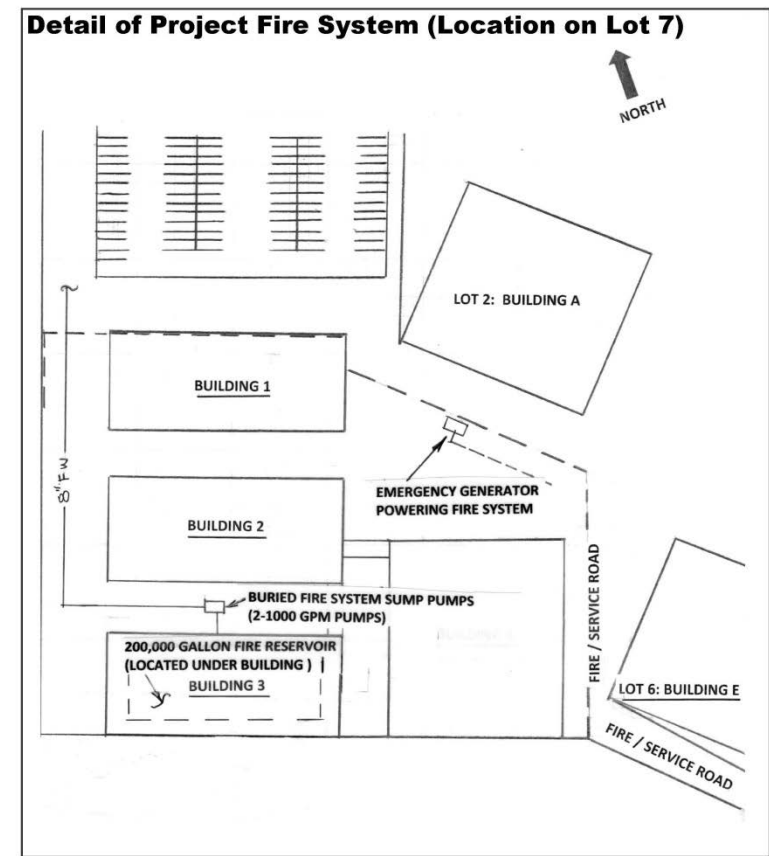 Detail of Project Fire System (Location on Lot 7)
NORTH
LOT 2: BUILDING A
BUILDING 1
8" FW
EMERGENCY GENERATOR
POWERING FIRE SYSTEM
BUILDING 2
BURIED FIRE SYSTEM SUMP PUMPS
(2-1000 GPM PUMPS)
200,000 GALLON FIRE RESERVOIR
(LOCATED UNDER BUILDING )
BUILDING 3
FIRE / SERVICE ROAD
LOT 6: BUILDING E
FIRE / SERVICE ROAD